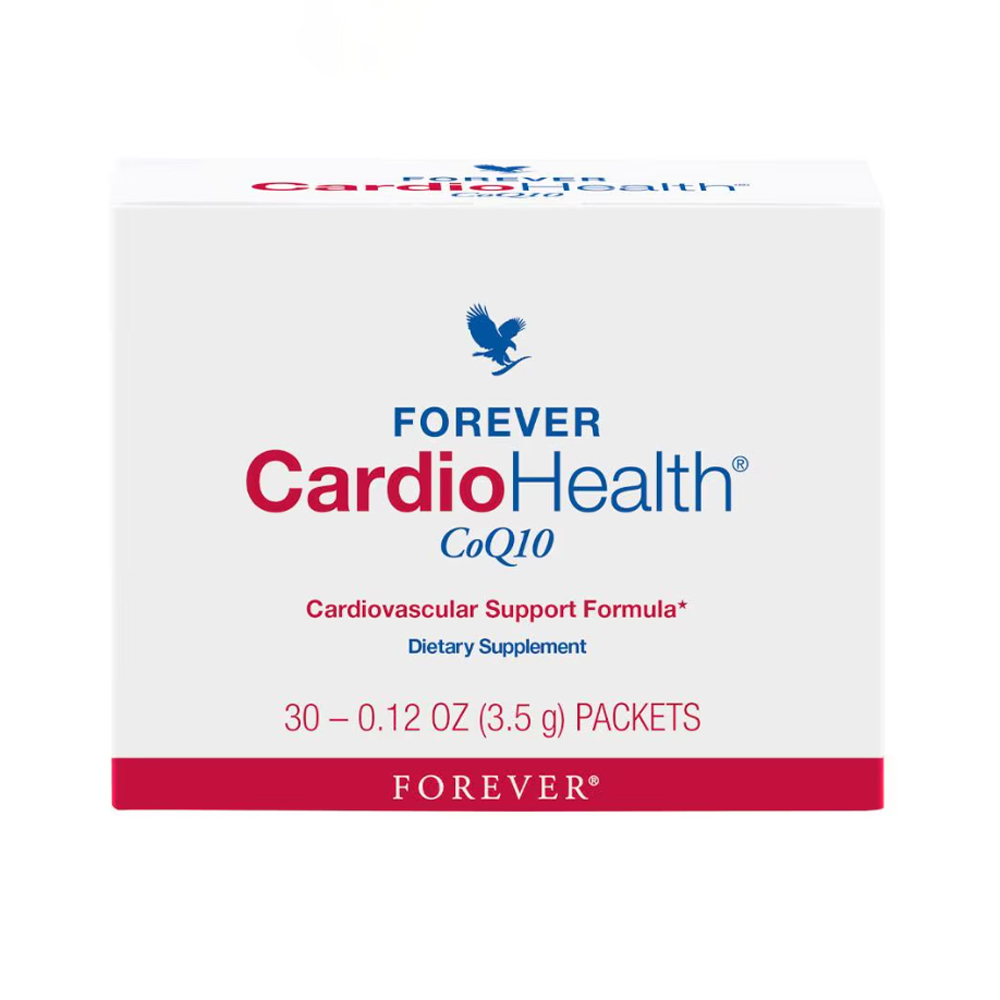 FOREVER
CardioHealth®
CoQ10
FOREVER
CardioHealth®
CoQ10
Cardiovascular Support Formula*
Dietary Supplement
30 – 0.12 OZ (3.5 g) PACKETS
FOREVER®